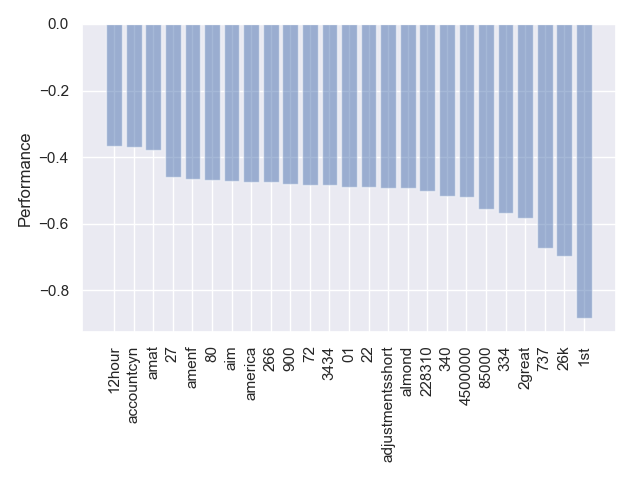 0.0
−0.2
−0.4
−0.6
−0.8
Performance
12hour
accountcyn
amat
27
amenf
80
aim
america
266
900
72
3434
01
22
adjustmentsshort
almond
228310
340
4500000
85000
334
2great
737
26k
1st